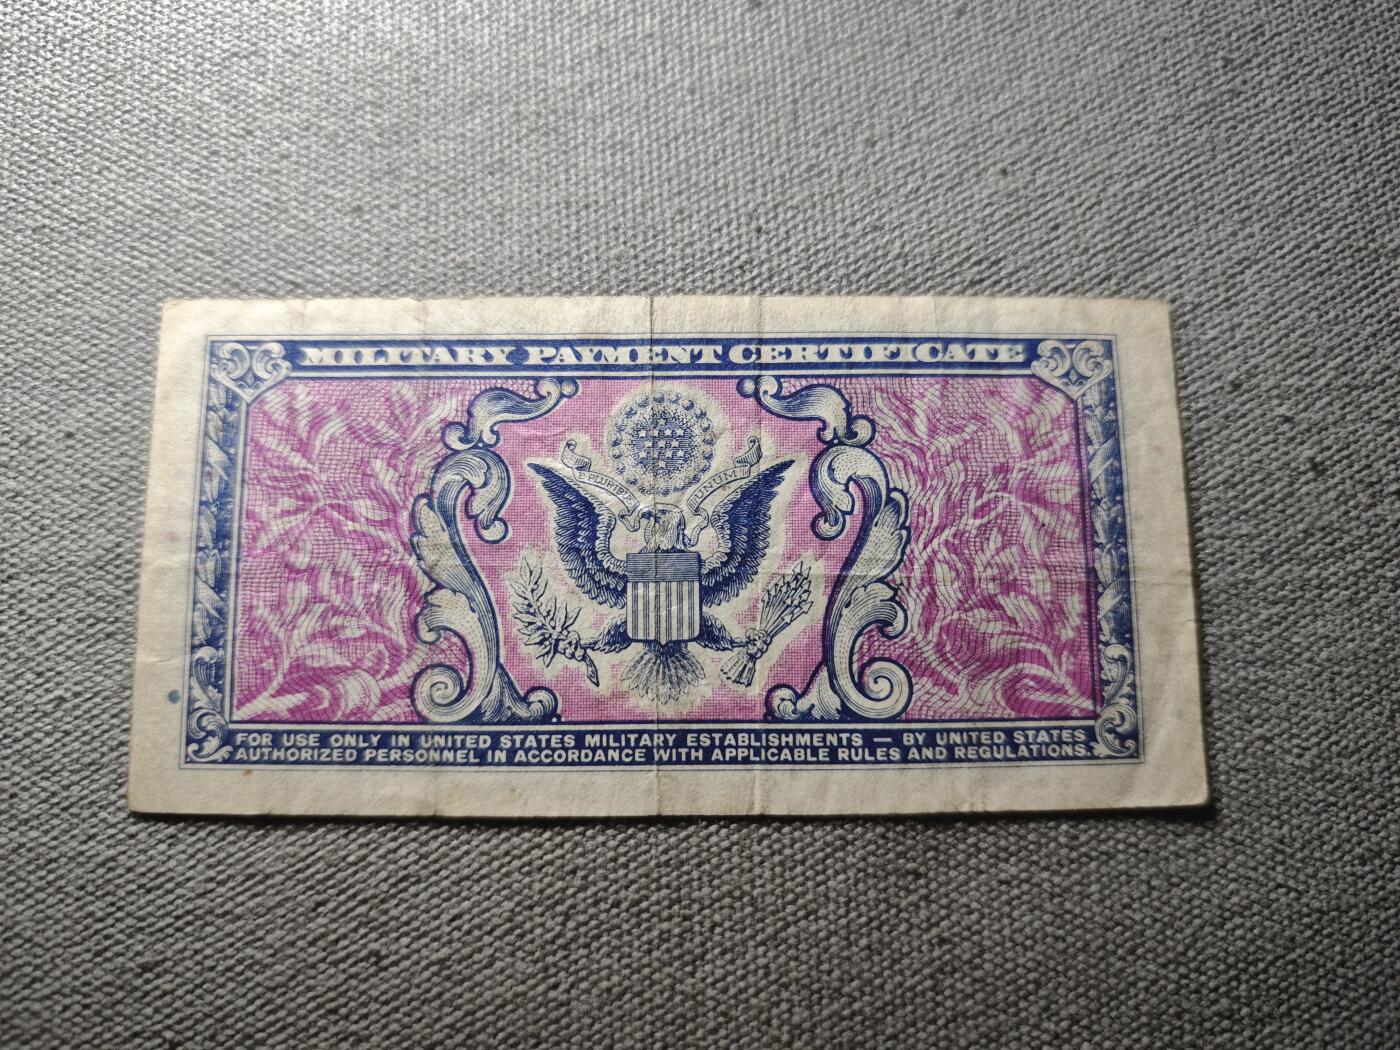 MILITARY PAYMENT CERTIFICATE
E PLURIBUS UNUM
FOR USE ONLY IN UNITED STATES MILITARY ESTABLISHMENTS — BY UNITED STATES
AUTHORIZED PERSONNEL IN ACCORDANCE WITH APPLICABLE RULES AND REGULATIONS.